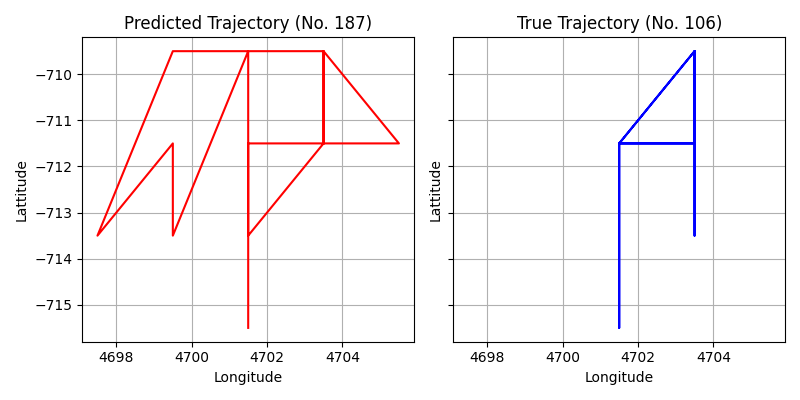 Predicted Trajectory (No. 187)
True Trajectory (No. 106)
Lattitude
−710
−711
−712
−713
−714
−715
4698
4700
4702
4704
Longitude
Lattitude
4698
4700
4702
4704
Longitude